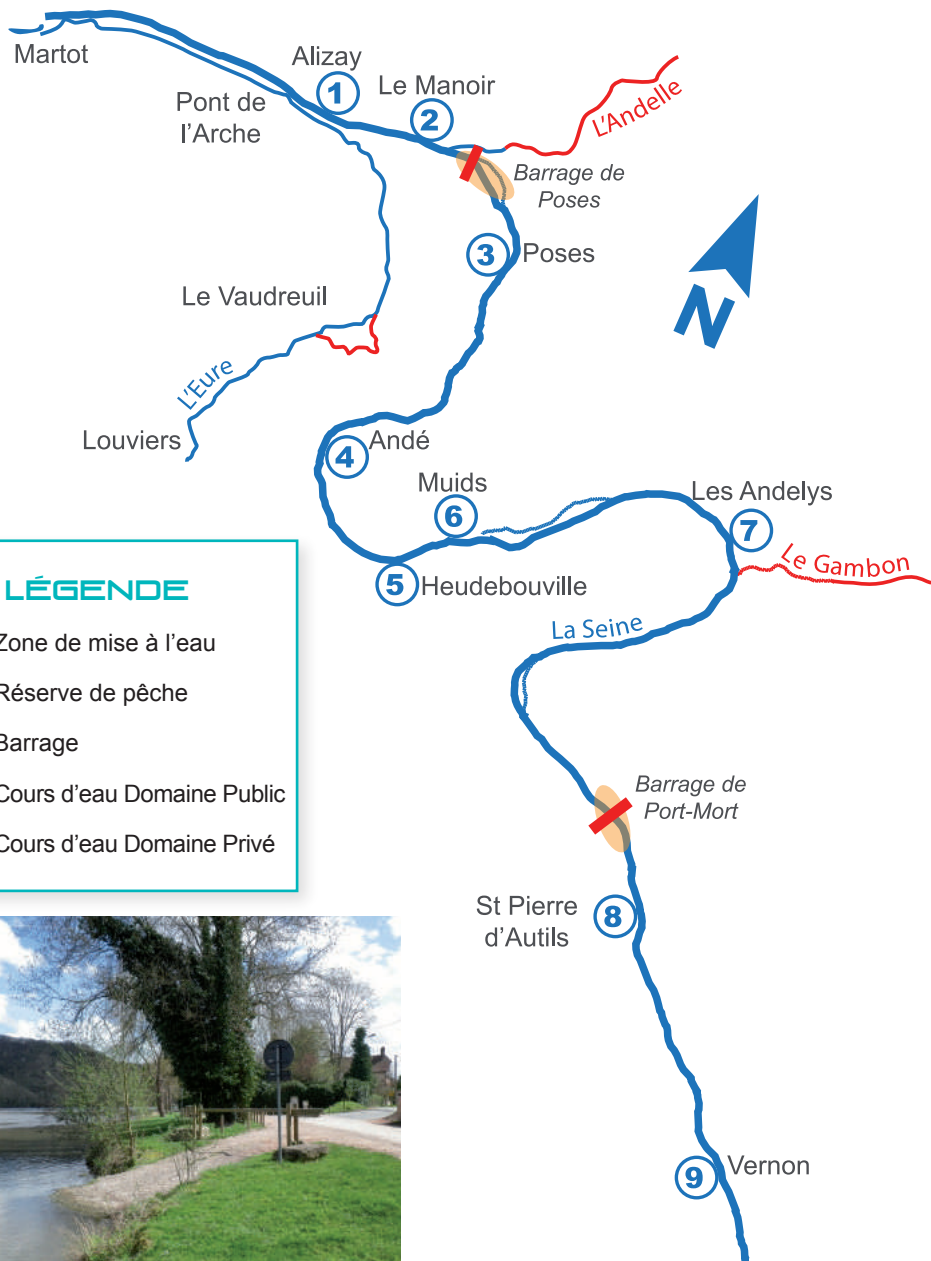 Martot
Alizay
1
Le Manoir
2
Pont de
l'Arche
L'Andelle
Barrage de
Poses
3
Poses
N
Le Vaudreuil
L'Eure
Louviers
4
Andé
Muids
6
Les Andelys
7
Le Gambon
5
Heudebouville
La Seine
LÉGENDE
Zone de mise à l'eau
Réserve de pêche
Barrage
Cours d'eau Domaine Public
Cours d'eau Domaine Privé
Barrage de
Port-Mort
St Pierre
d'Autils
8
9
Vernon